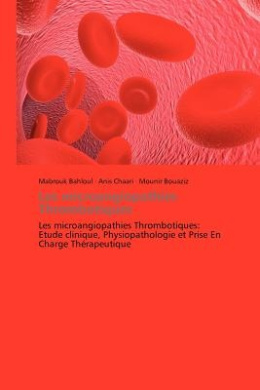 Mabrouk Bahloul · Anis Chaari · Mounir Bouaziz
Les microangiopathies
Thrombotiques
Les microangiopathies Thrombotiques:
Etude clinique, Physiopathologie et Prise En
Charge Thérapeutique